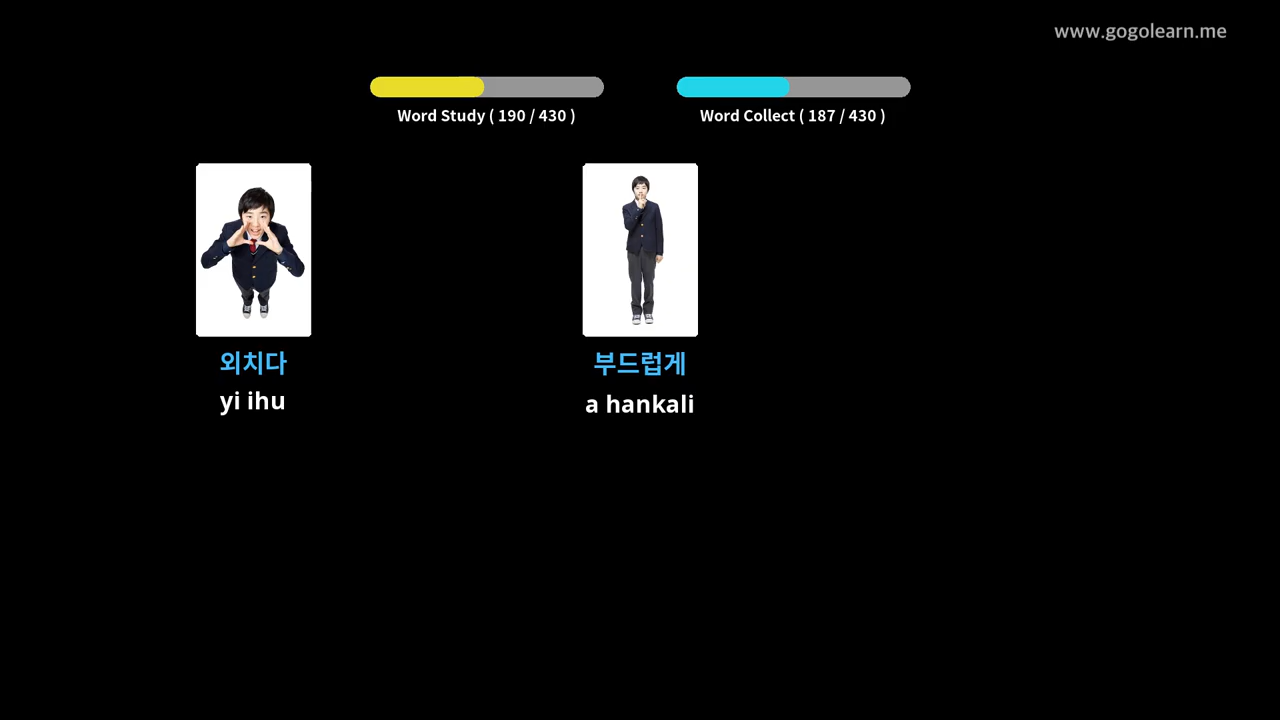 www.gogolearn.me
Word Study ( 190 / 430 )
Word Collect ( 187 / 430 )
외치다
yi ihu
부드럽게
a hankali